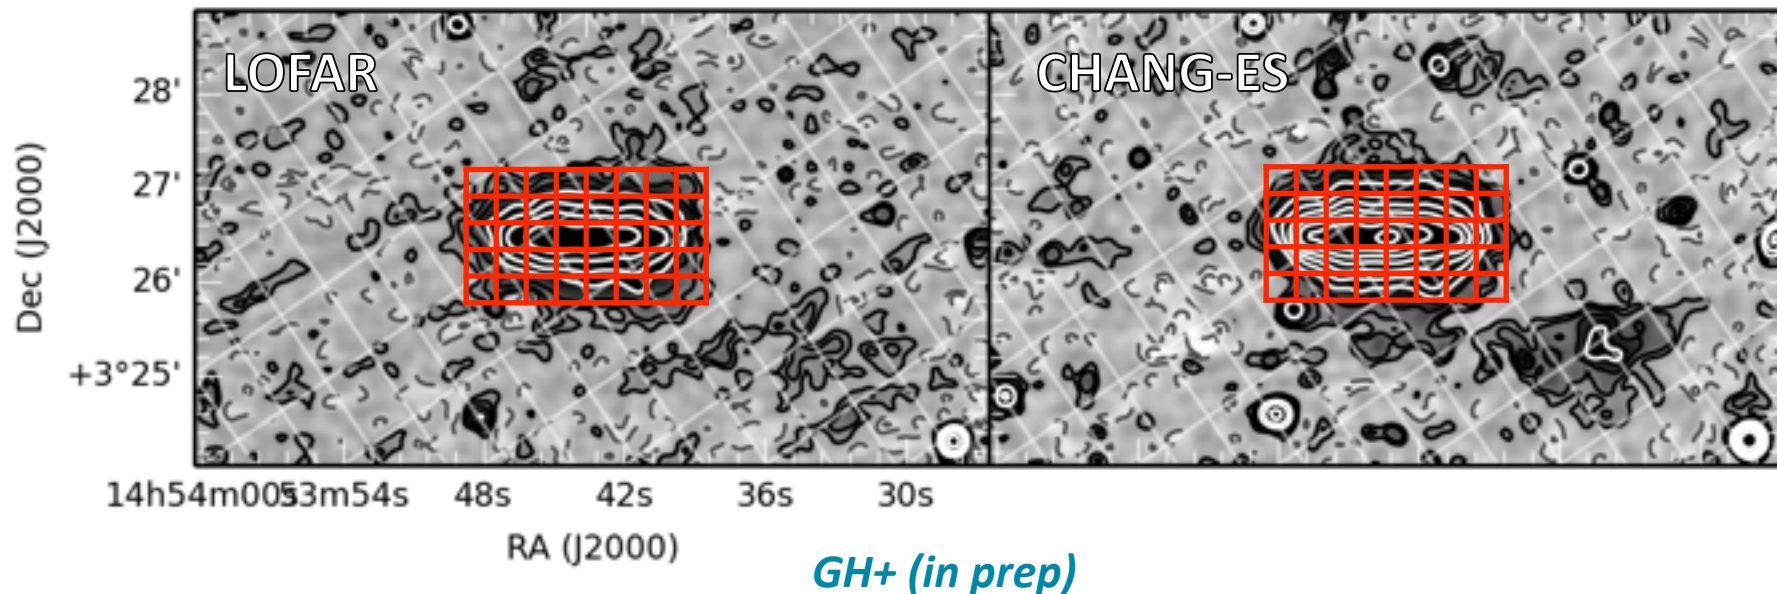 LOFAR
CHANG-ES
28'
27'
26'
+3°25'
Dec (J2000)
14h54m00s 53m54s 48s 42s 36s 30s
RA (J2000)
GH+ (in prep)